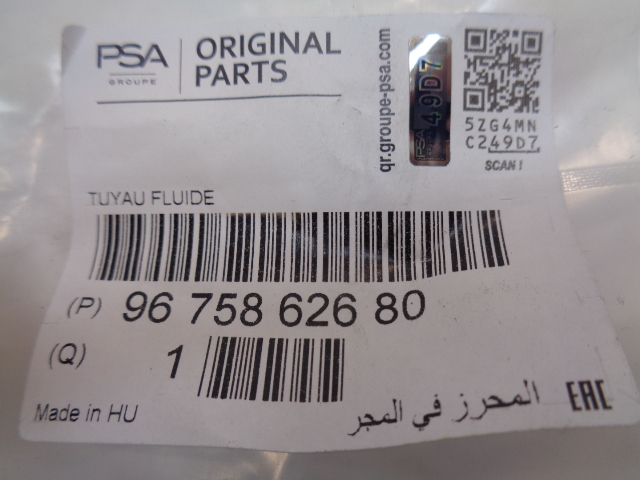 PSA
GROUPE
ORIGINAL
PARTS
qr.groupe-psa.com
PSA 49D7
5ZG4MN
C249D7
SCAN!
TUYAU FLUIDE
(P) 96 758 626 80
(Q) 1
Made in HU
المحرز في المجر
EAC